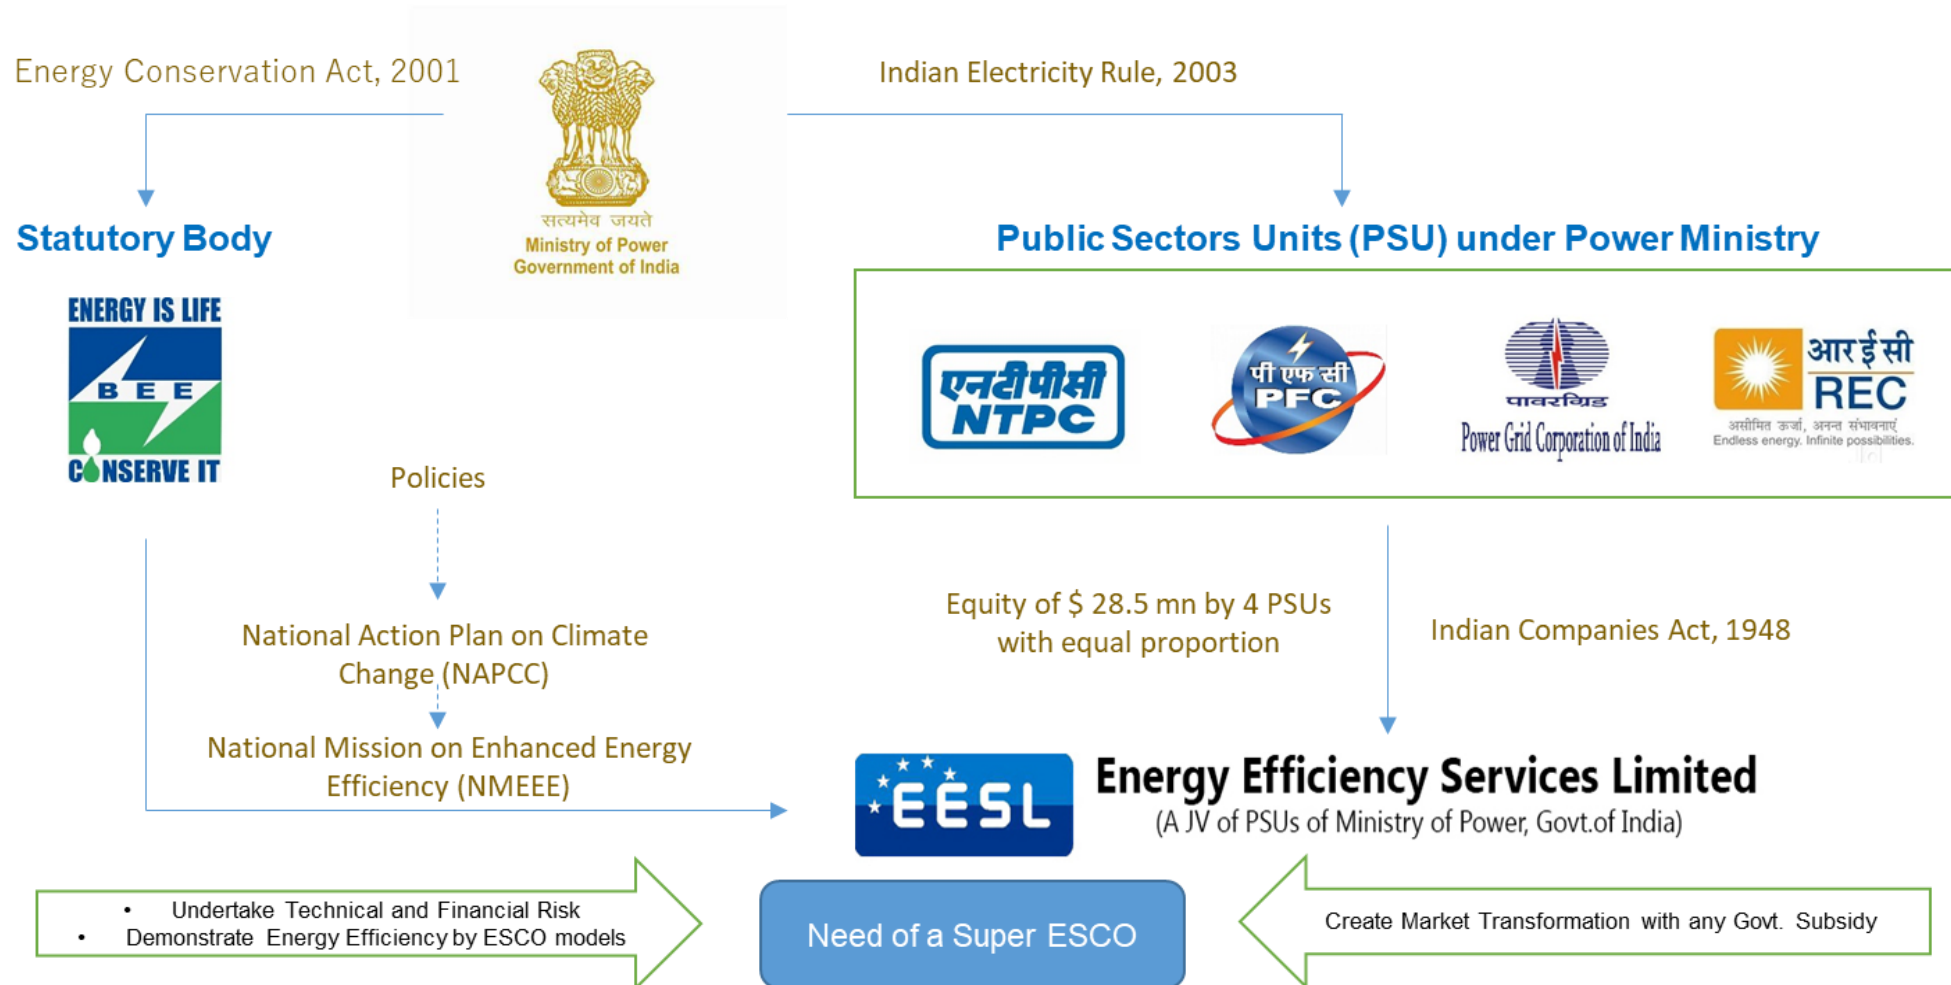 Energy Conservation Act, 2001
Indian Electricity Rule, 2003
सत्यमेव जयते
Ministry of Power
Government of India
Statutory Body
Public Sectors Units (PSU) under Power Ministry
ENERGY IS LIFE
BEE
CONSERVE IT
एनटीपीसी
NTPC
पी एफ सी
PFC
पावरग्रिड
Power Grid Corporation of India
आर ई सी
REC
असीमित ऊर्जा, अनन्त संभावनाएं
Endless energy. Infinite possibilities.
Policies
National Action Plan on Climate
Change (NAPCC)
National Mission on Enhanced Energy
Efficiency (NMEEE)
Equity of $ 28.5 mn by 4 PSUs
with equal proportion
Indian Companies Act, 1948
EESL
Energy Efficiency Services Limited
(A JV of PSUs of Ministry of Power, Govt.of India)
• Undertake Technical and Financial Risk
• Demonstrate Energy Efficiency by ESCO models
Need of a Super ESCO
Create Market Transformation with any Govt. Subsidy